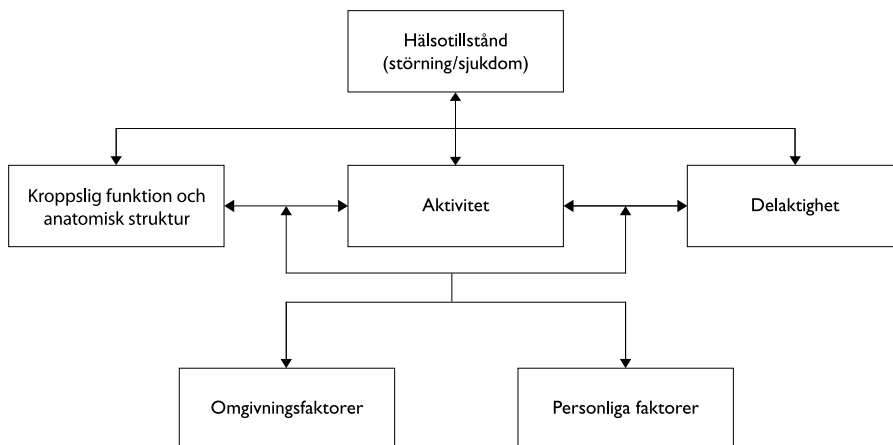 Hälsotillstånd
(störning/sjukdom)
Kroppslig funktion och
anatomisk struktur
Aktivitet
Delaktighet
Omgivningsfaktorer
Personliga faktorer